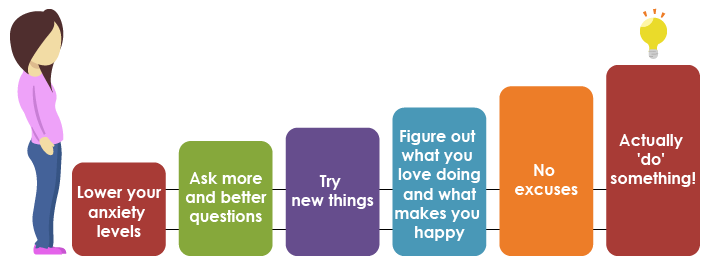 Lower your
anxiety
levels
Ask more
and better
questions
Try
new things
Figure out
what you
love doing
and what
makes you
happy
No
excuses
Actually
'do'
something!